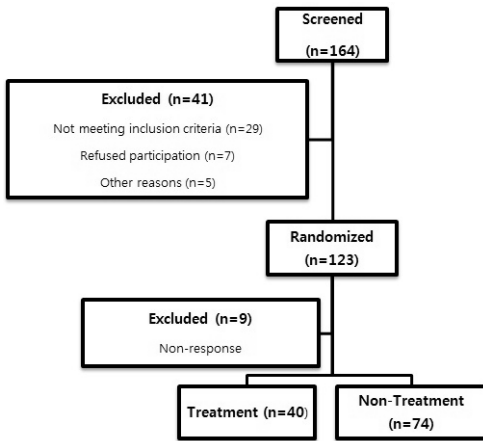 Screened
(n=164)
Excluded (n=41)
Not meeting inclusion criteria (n=29)
Refused participation (n=7)
Other reasons (n=5)
Randomized
(n=123)
Excluded (n=9)
Non-response
Treatment (n=40)
Non-Treatment
(n=74)